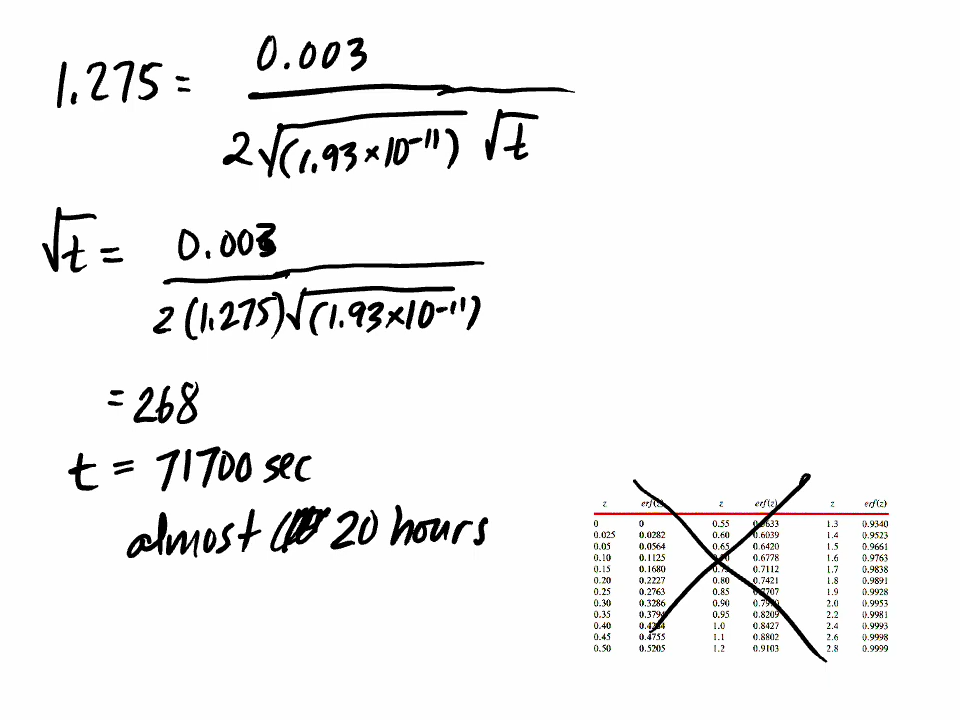 1.275 = 0.003
2√(1.93×10⁻¹¹) √t
√t = 0.003
2(1.275)√(1.93×10⁻¹¹)
= 268
t = 71700 sec
almost 20 hours
z erf(z) z erf(z) z erf(z)
0 0 0.55 0.5633 1.3 0.9340
0.025 0.0282 0.60 0.6039 1.4 0.9523
0.05 0.0564 0.65 0.6420 1.5 0.9661
0.10 0.1125 0.6778 1.6 0.9763
0.15 0.1680 0.7112 1.7 0.9838
0.20 0.2227 0.80 0.7421 1.8 0.9891
0.25 0.2763 0.85 0.7707 1.9 0.9928
0.30 0.3286 0.90 2.0 0.9953
0.35 0.3794 0.95 0.8209 2.2 0.9981
0.40 1.0 0.8427 2.4 0.9993
0.45 0.4755 1.1 0.8802 2.6 0.9998
0.50 0.5205 1.2 0.9103 2.8 0.9999